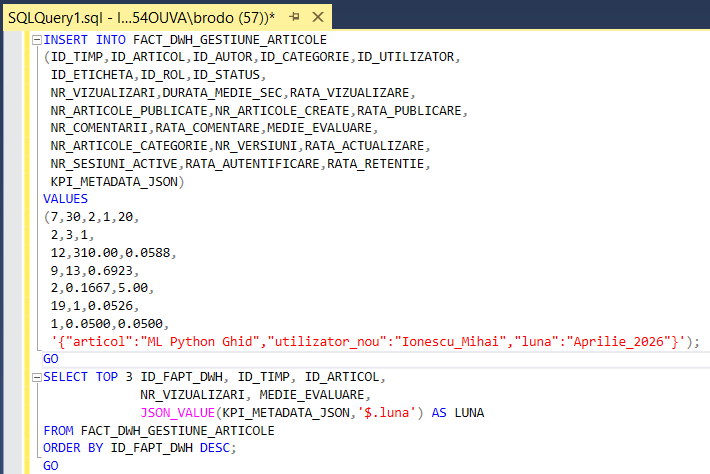 SQLQuery1.sql - l...54OUVA\brodo (57))*
INSERT INTO FACT_DWH_GESTIUNE_ARTICOLE
(ID_TIMP,ID_ARTICOL,ID_AUTOR,ID_CATEGORIE,ID_UTILIZATOR,
ID_ETICHETA,ID_ROL,ID_STATUS,
NR_VIZUALIZARI,DURATA_MEDIE_SEC,RATA_VIZUALIZARE,
NR_ARTICOLE_PUBLICATE,NR_ARTICOLE_CREATE,RATA_PUBLICARE,
NR_COMENTARII,RATA_COMENTARE,MEDIE_EVALUARE,
NR_ARTICOLE_CATEGORIE,NR_VERSIUNI,RATA_ACTUALIZARE,
NR_SESIUNI_ACTIVE,RATA_AUTENTIFICARE,RATA_RETENTIE,
KPI_METADATA_JSON)
VALUES
(7,30,2,1,20,
2,3,1,
12,310.00,0.0588,
9,13,0.6923,
2,0.1667,5.00,
19,1,0.0526,
1,0.0500,0.0500,
'{"articol":"ML Python Ghid","utilizator_nou":"Ionescu_Mihai","luna":"Aprilie_2026"}');
GO
SELECT TOP 3 ID_FAPT_DWH, ID_TIMP, ID_ARTICOL,
NR_VIZUALIZARI, MEDIE_EVALUARE,
JSON_VALUE(KPI_METADATA_JSON,'$.luna') AS LUNA
FROM FACT_DWH_GESTIUNE_ARTICOLE
ORDER BY ID_FAPT_DWH DESC;
GO